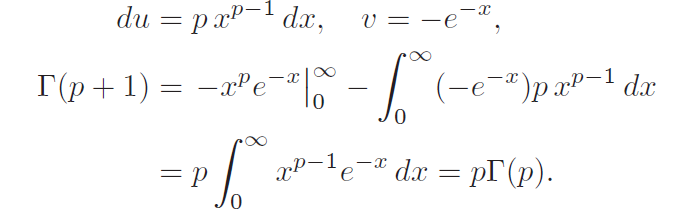 du = p x^{p−1} dx,   v = −e^{−x},
Γ(p + 1) = −x^p e^{−x}|_0^∞ − ∫_0^∞ (−e^{−x})p x^{p−1} dx
= p ∫_0^∞ x^{p−1}e^{−x} dx = pΓ(p).